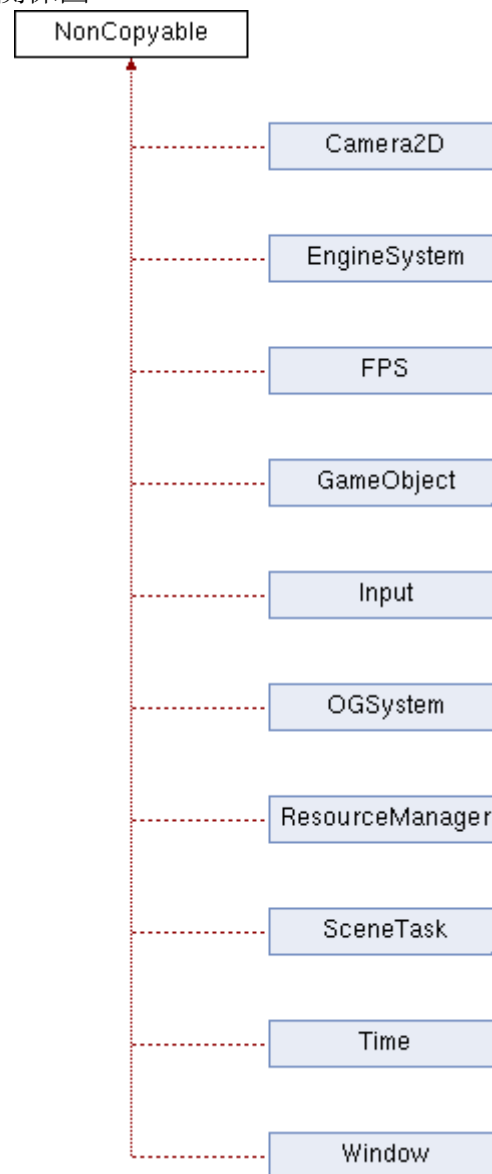 NonCopyable
Camera2D
EngineSystem
FPS
GameObject
Input
OGSystem
ResourceManager
SceneTask
Time
Window